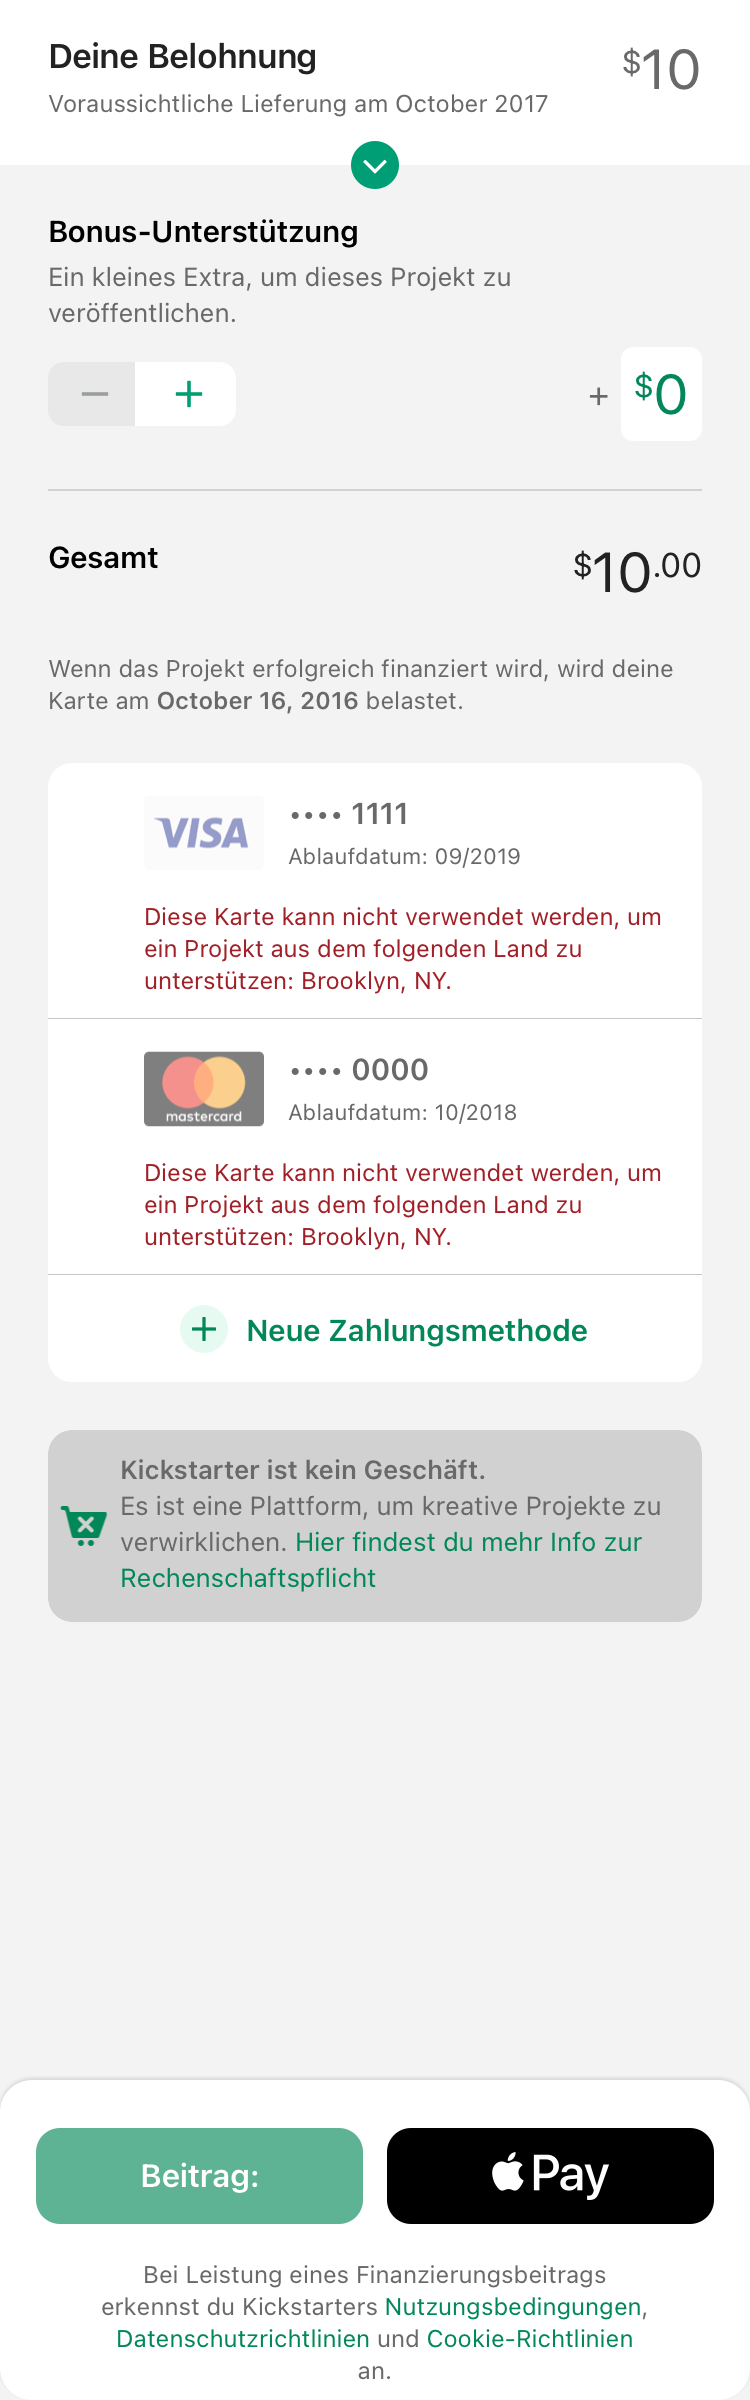 Deine Belohnung
$10
Voraussichtliche Lieferung am October 2017
Bonus-Unterstützung
Ein kleines Extra, um dieses Projekt zu
veröffentlichen.
− +
+ $0
Gesamt
$10.00
Wenn das Projekt erfolgreich finanziert wird, wird deine
Karte am October 16, 2016 belastet.
VISA
•••• 1111
Ablaufdatum: 09/2019
Diese Karte kann nicht verwendet werden, um
ein Projekt aus dem folgenden Land zu
unterstützen: Brooklyn, NY.
mastercard
•••• 0000
Ablaufdatum: 10/2018
Diese Karte kann nicht verwendet werden, um
ein Projekt aus dem folgenden Land zu
unterstützen: Brooklyn, NY.
+ Neue Zahlungsmethode
Kickstarter ist kein Geschäft.
Es ist eine Plattform, um kreative Projekte zu
verwirklichen. Hier findest du mehr Info zur
Rechenschaftspflicht
Beitrag:
Pay
Bei Leistung eines Finanzierungsbeitrags
erkennst du Kickstarters Nutzungsbedingungen,
Datenschutzrichtlinien und Cookie-Richtlinien
an.